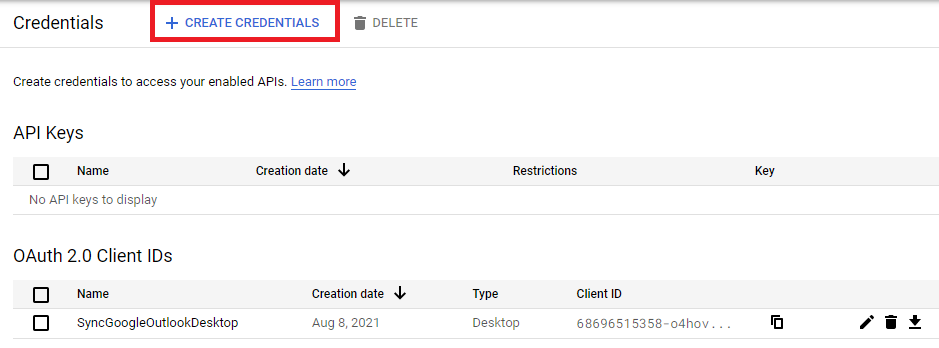 Credentials + CREATE CREDENTIALS DELETE
Create credentials to access your enabled APIs. Learn more
API Keys
Name Creation date Restrictions Key
No API keys to display
OAuth 2.0 Client IDs
Name Creation date Type Client ID
SyncGoogleOutlookDesktop Aug 8, 2021 Desktop 68696515358-o4hov...